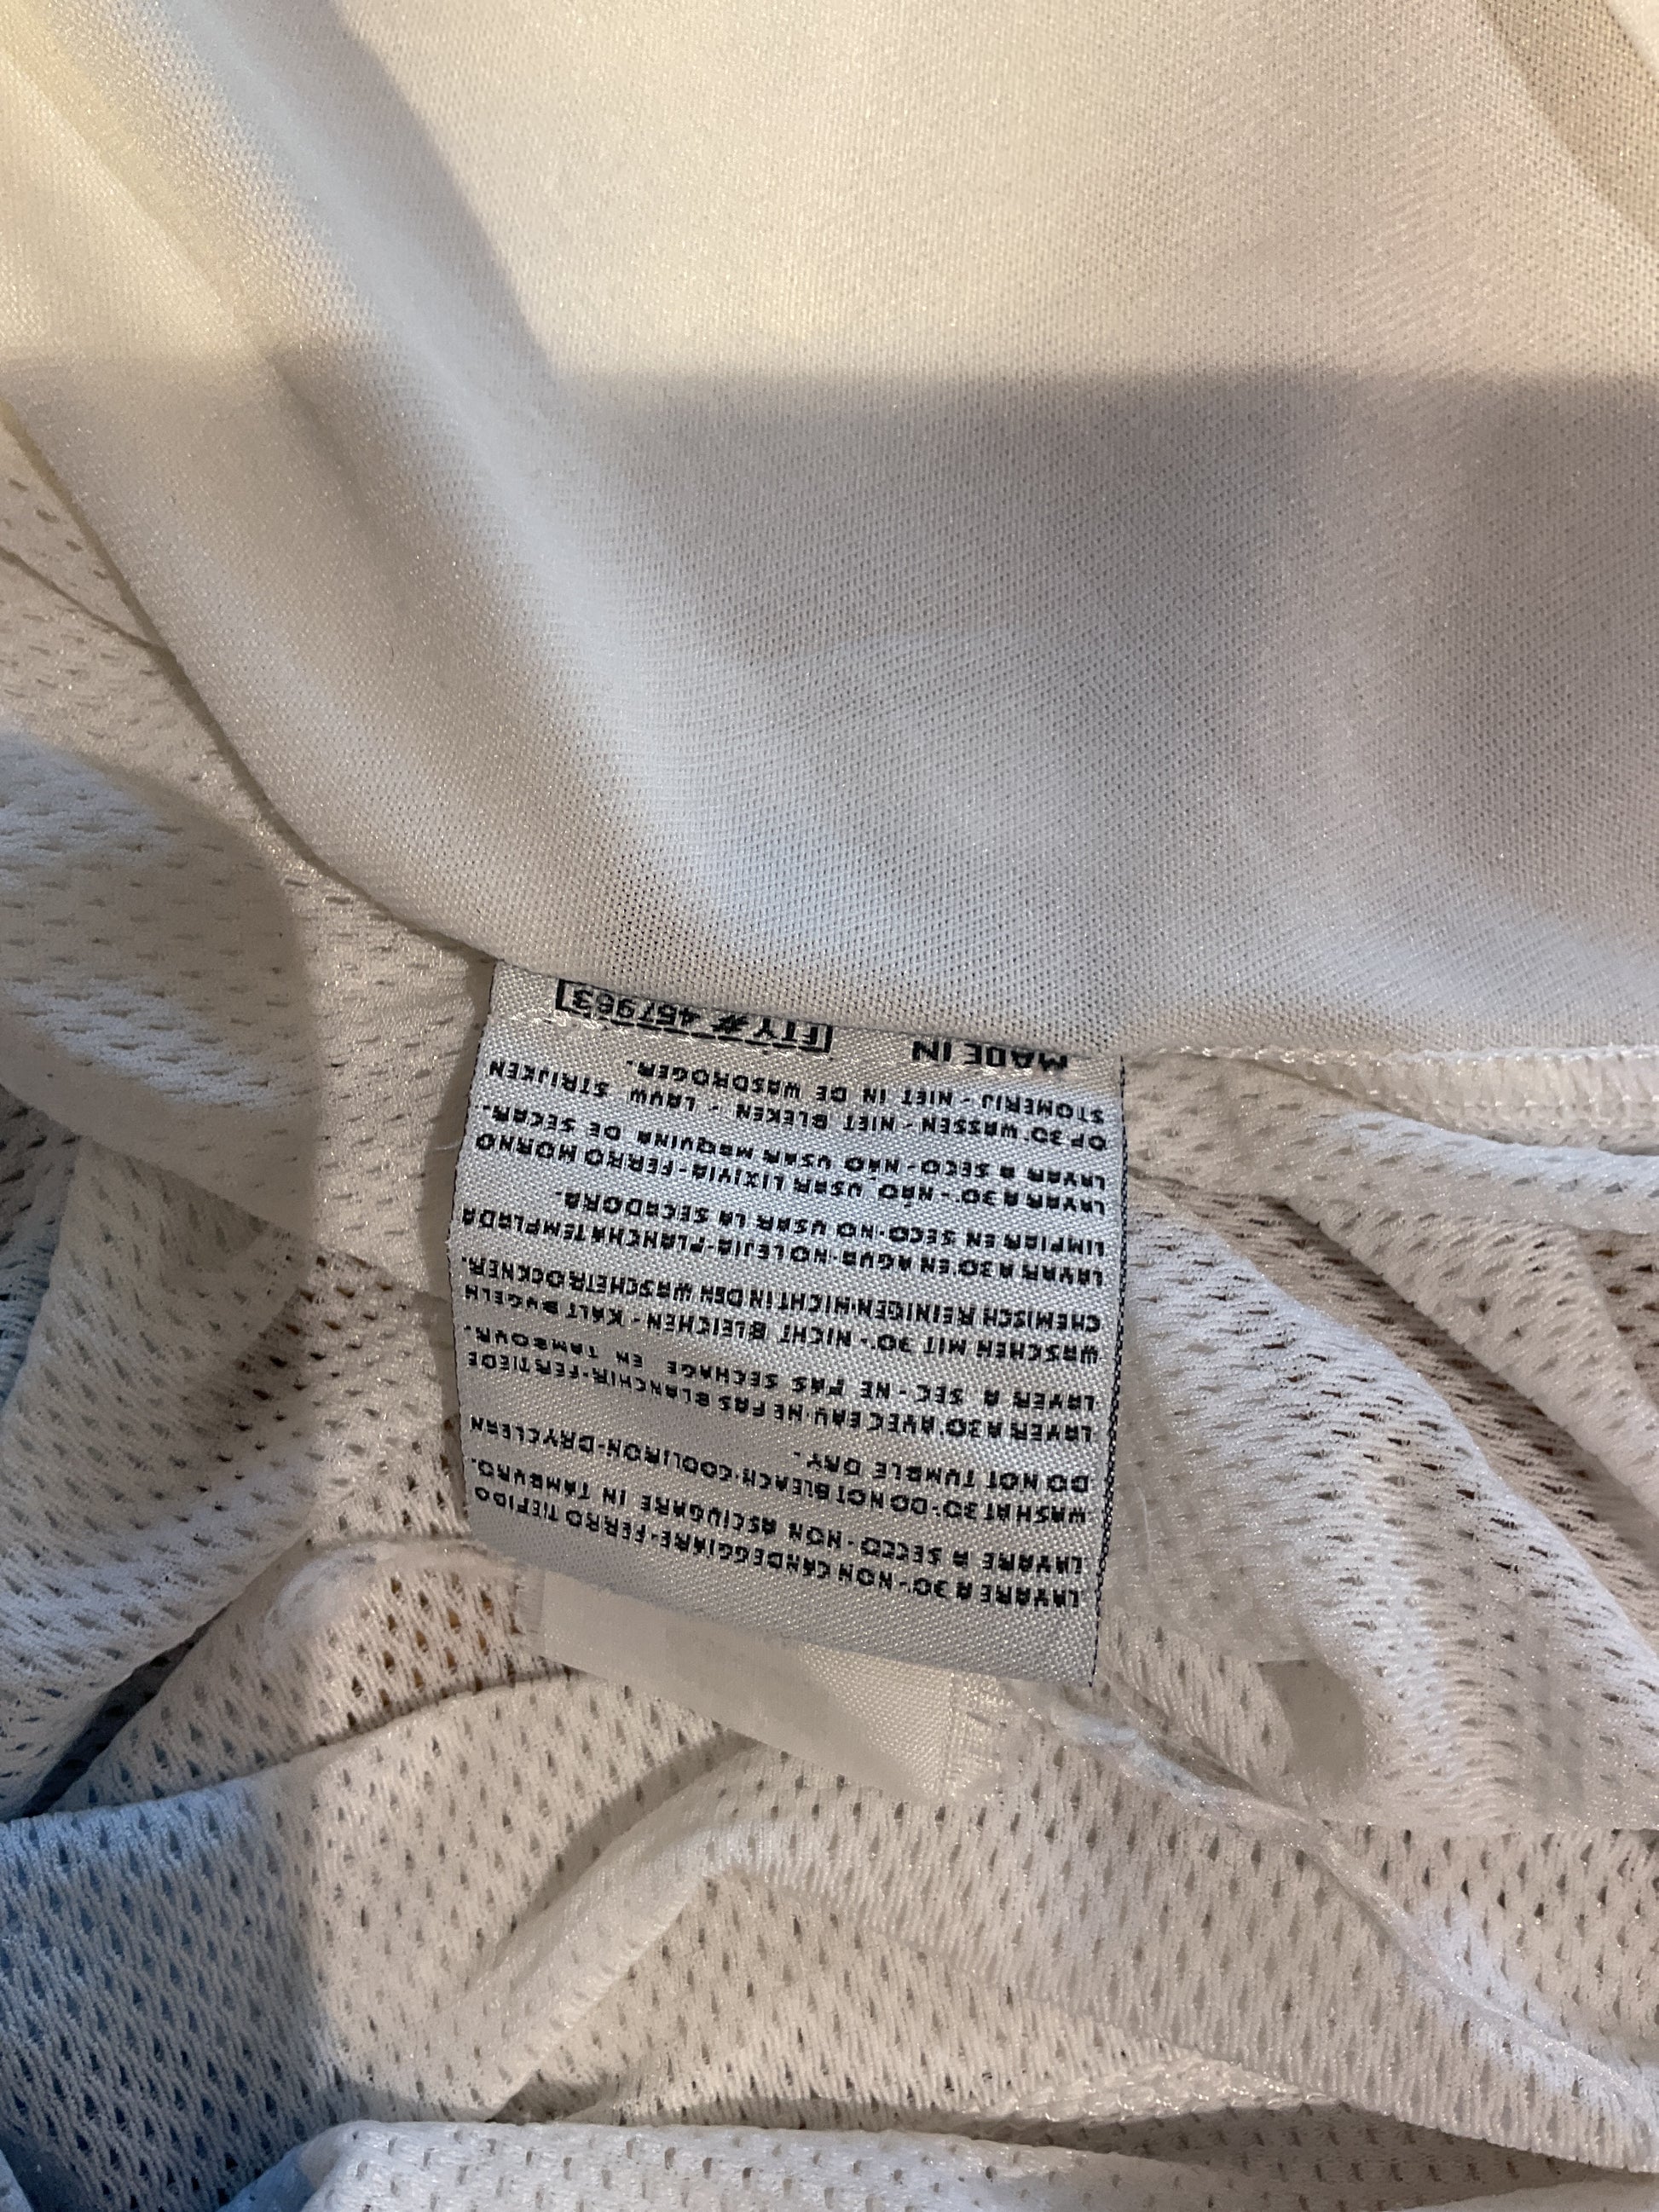 LAVARE A 30°-NON CANDEGGIARE-FERRO TIEPIDO
LAVARE A SECCO-NON ASCIUGARE IN TAMBURO.
WASH AT 30°-DO NOT BLEACH-COOL IRON-DRYCLEAN
DO NOT TUMBLE DRY.
LAVER A 30 AVEC EAU NE PAS BLANCHIR-FER TIEDE
LAVER A SEC-NE PAS SECHAGE EN TAMBOUR.
WASCHEN MIT 30°-NICHT BLEICHEN-KALT BUGELN
CHEMISCH REINIGEN-NICHT IN DEN WASCHETROCKNER.
LAVAR A 30° EN AGUA-NO LEJIA-PLANCHA TEMPLADA
LIMPIAR EN SECO-NO USAR LA SECADORA.
LAVAR A 30°-NÃO USAR LIXIVIA-FERRO MORNO
LAVAR A SECO-NÃO USAR MAQUINA DE SECAR.
OP 30° WASSEN-NIET BLEKEN-LAUW STRIJKEN
STOMERIJ-NIET IN DE WASDROGER.
MADE IN FTY # 457963